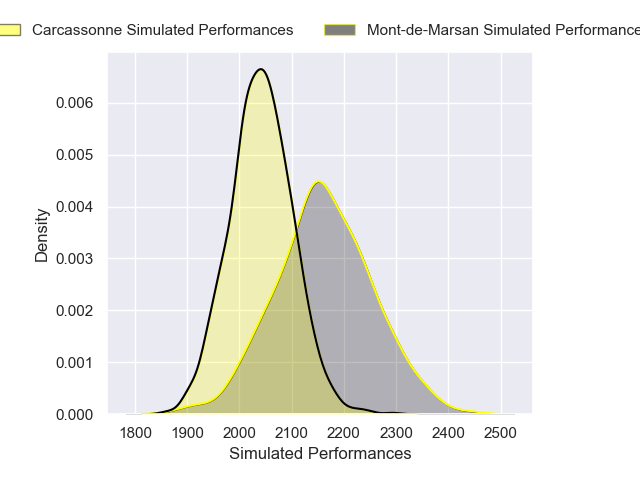 Carcassonne Simulated Performances
Mont-de-Marsan Simulated Performance
0.006
0.005
0.004
0.003
0.002
0.001
0.000
Density
1800 1900 2000 2100 2200 2300 2400 2500
Simulated Performances